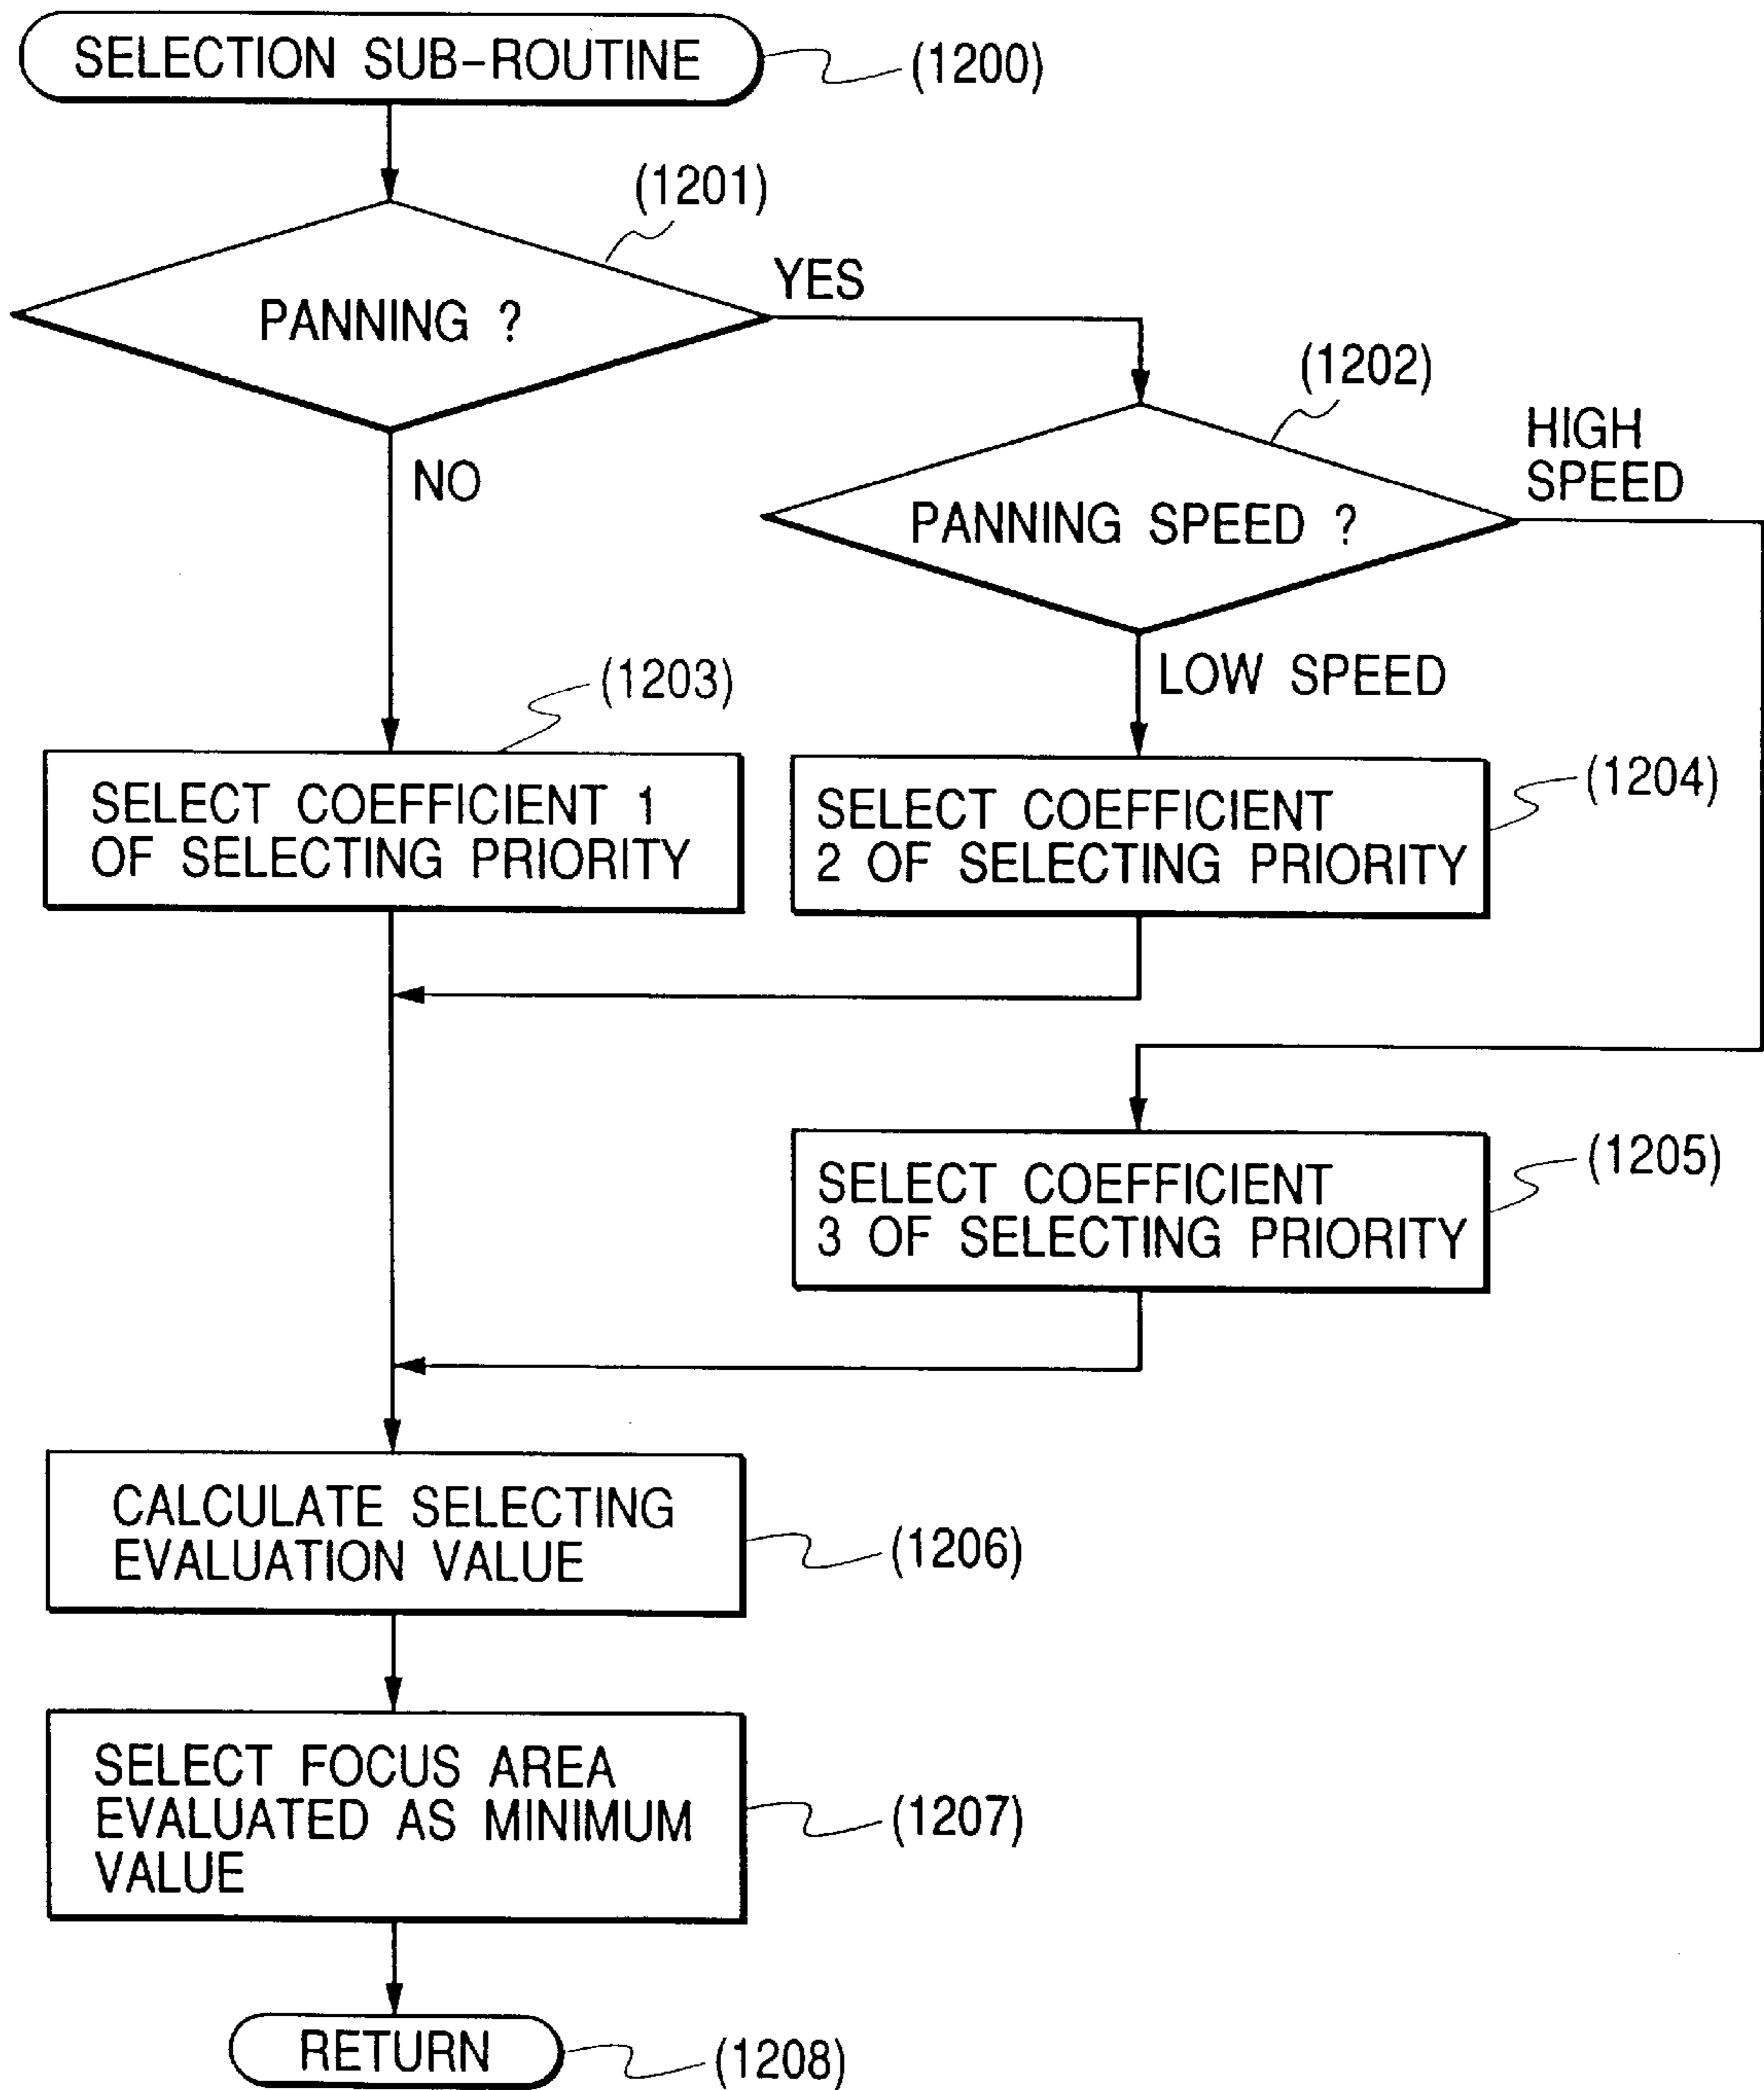 SELECTION SUB-ROUTINE
(1200)
(1201)
PANNING ?
YES
NO
(1202)
PANNING SPEED ?
HIGH
SPEED
LOW SPEED
(1203)
SELECT COEFFICIENT 1
OF SELECTING PRIORITY
(1204)
SELECT COEFFICIENT
2 OF SELECTING PRIORITY
(1205)
SELECT COEFFICIENT
3 OF SELECTING PRIORITY
CALCULATE SELECTING
EVALUATION VALUE
(1206)
SELECT FOCUS AREA
EVALUATED AS MINIMUM
VALUE
(1207)
RETURN
(1208)